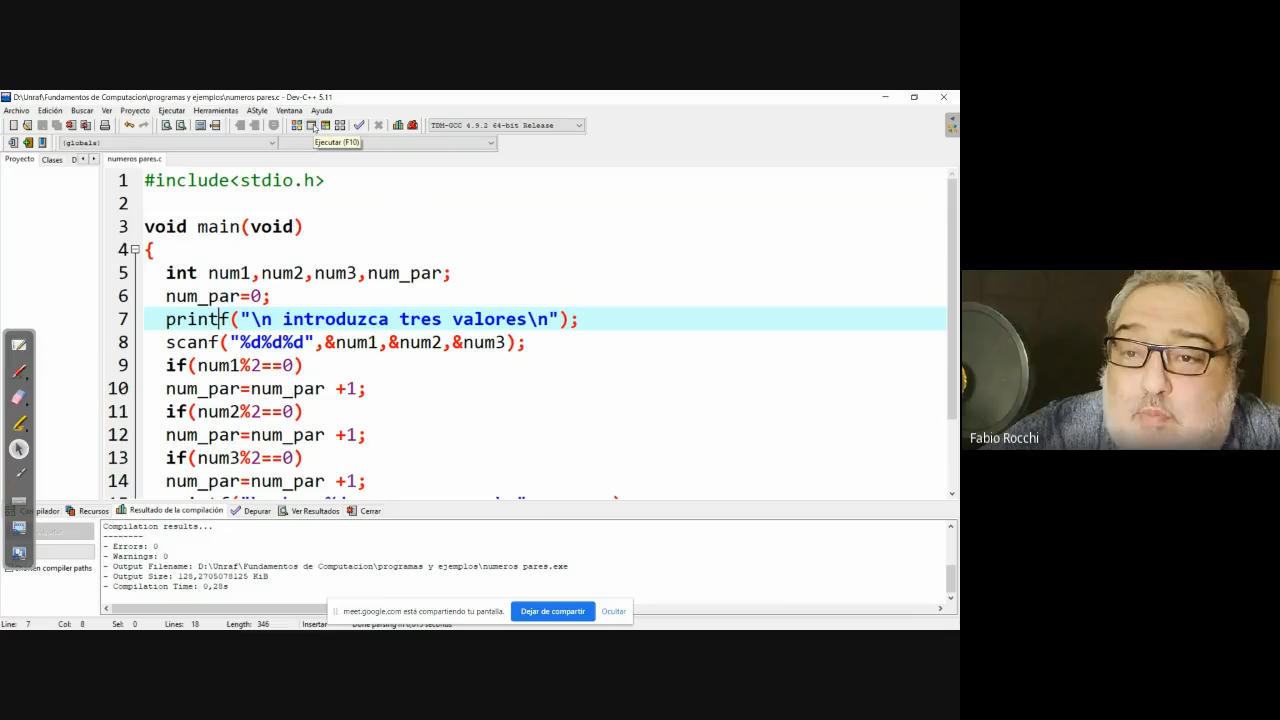 D:\Unraf\Fundamentos de Computacion\programas y ejemplos\numeros pares.c - Dev-C++ 5.11
Archivo Edición Buscar Ver Proyecto Ejecutar Herramientas AStyle Ventana Ayuda
TDM-GCC 4.9.2 64-bit Release
(globals)
Ejecutar (F10)
Proyecto Clases D
numeros pares.c
1 #include<stdio.h>
2
3 void main(void)
4 {
5 int num1,num2,num3,num_par;
6 num_par=0;
7 printf("\n introduzca tres valores\n");
8 scanf("%d%d%d",&num1,&num2,&num3);
9 if(num1%2==0)
10 num_par=num_par +1;
11 if(num2%2==0)
12 num_par=num_par +1;
13 if(num3%2==0)
14 num_par=num_par +1;
Fabio Rocchi
Recursos Resultado de la compilación Depurar Ver Resultados Cerrar
Compilation results...
--------
- Errors: 0
- Warnings: 0
- Output Filename: D:\Unraf\Fundamentos de Computacion\programas y ejemplos\numeros pares.exe
- Output Size: 128,2705078125 KiB
- Compilation Time: 0,28s
compiler paths
meet.google.com está compartiendo tu pantalla. Dejar de compartir Ocultar
Line: 7 Col: 8 Sel: 0 Lines: 18 Length: 346 Insertar